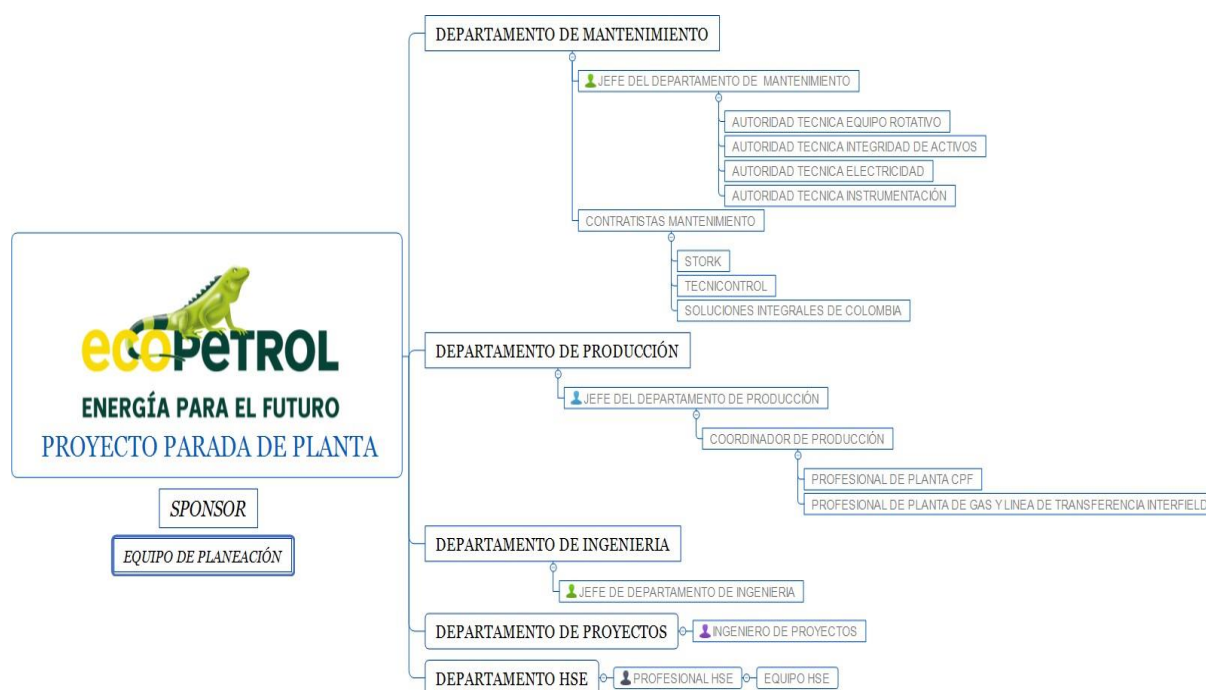 DEPARTAMENTO DE MANTENIMIENTO
JEFE DEL DEPARTAMENTO DE MANTENIMIENTO
AUTORIDAD TECNICA EQUIPO ROTATIVO
AUTORIDAD TECNICA INTEGRIDAD DE ACTIVOS
AUTORIDAD TECNICA ELECTRICIDAD
AUTORIDAD TECNICA INSTRUMENTACIÓN
CONTRATISTAS MANTENIMIENTO
STORK
TECNICONTROL
SOLUCIONES INTEGRALES DE COLOMBIA
ecoPETROL
ENERGÍA PARA EL FUTURO
PROYECTO PARADA DE PLANTA
SPONSOR
EQUIPO DE PLANEACIÓN
DEPARTAMENTO DE PRODUCCIÓN
JEFE DEL DEPARTAMENTO DE PRODUCCIÓN
COORDINADOR DE PRODUCCIÓN
PROFESIONAL DE PLANTA CPF
PROFESIONAL DE PLANTA DE GAS Y LINEA DE TRANSFERENCIA INTERFIELD
DEPARTAMENTO DE INGENIERIA
JEFE DE DEPARTAMENTO DE INGENIERIA
DEPARTAMENTO DE PROYECTOS
INGENIERO DE PROYECTOS
DEPARTAMENTO HSE
PROFESIONAL HSE
EQUIPO HSE